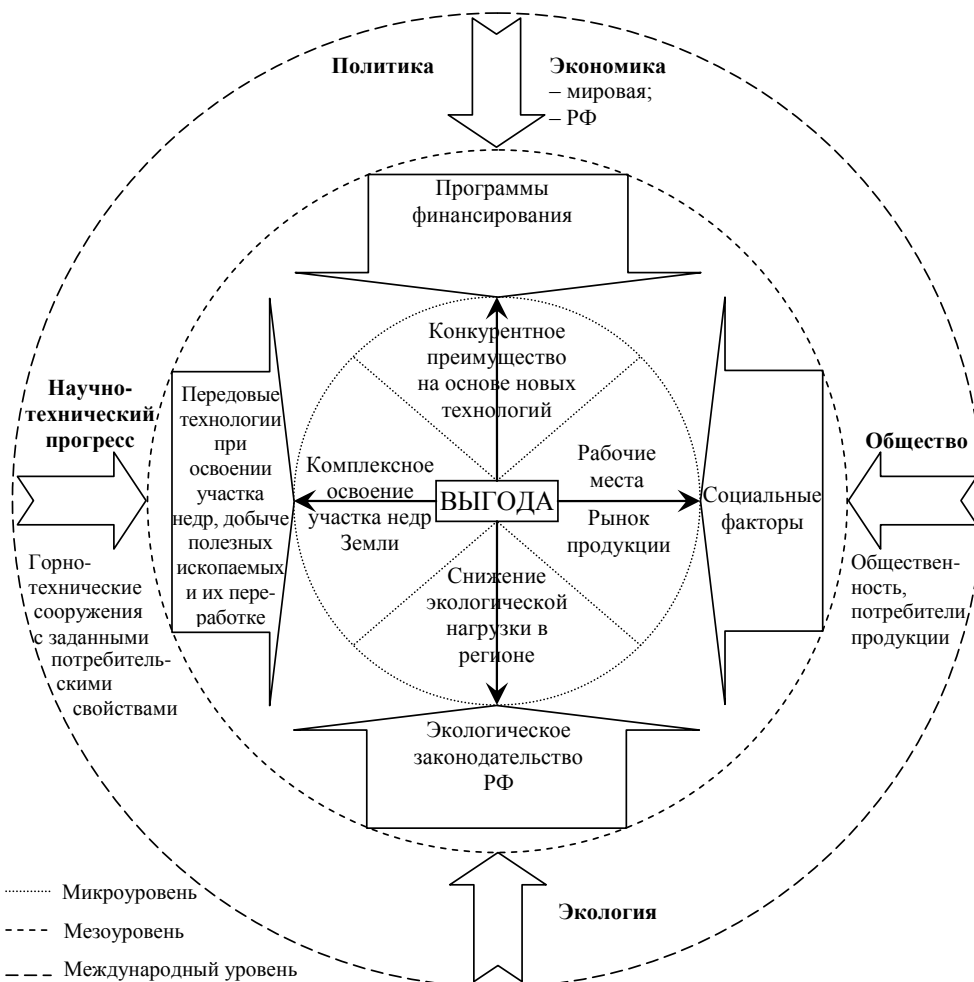 Политика
Экономика
– мировая;
– РФ
Программы
финансирования
Конкурентное
преимущество
на основе новых
технологий
Научно-
технический
прогресс
Горно-
технические
сооружения
с заданными
потребитель-
скими
свойствами
Передовые
технологии
при
освоении
участка
недр, добыче
полезных
ископаемых
и их пере-
работке
Комплексное
освоение
участка недр
Земли
ВЫГОДА
Рабочие
места
Рынок
продукции
Социальные
факторы
Общество
Обществен-
ность,
потребители
продукции
Снижение
экологической
нагрузки в
регионе
Экологическое
законодательство
РФ
Экология
Микроуровень
Мезоуровень
Международный уровень